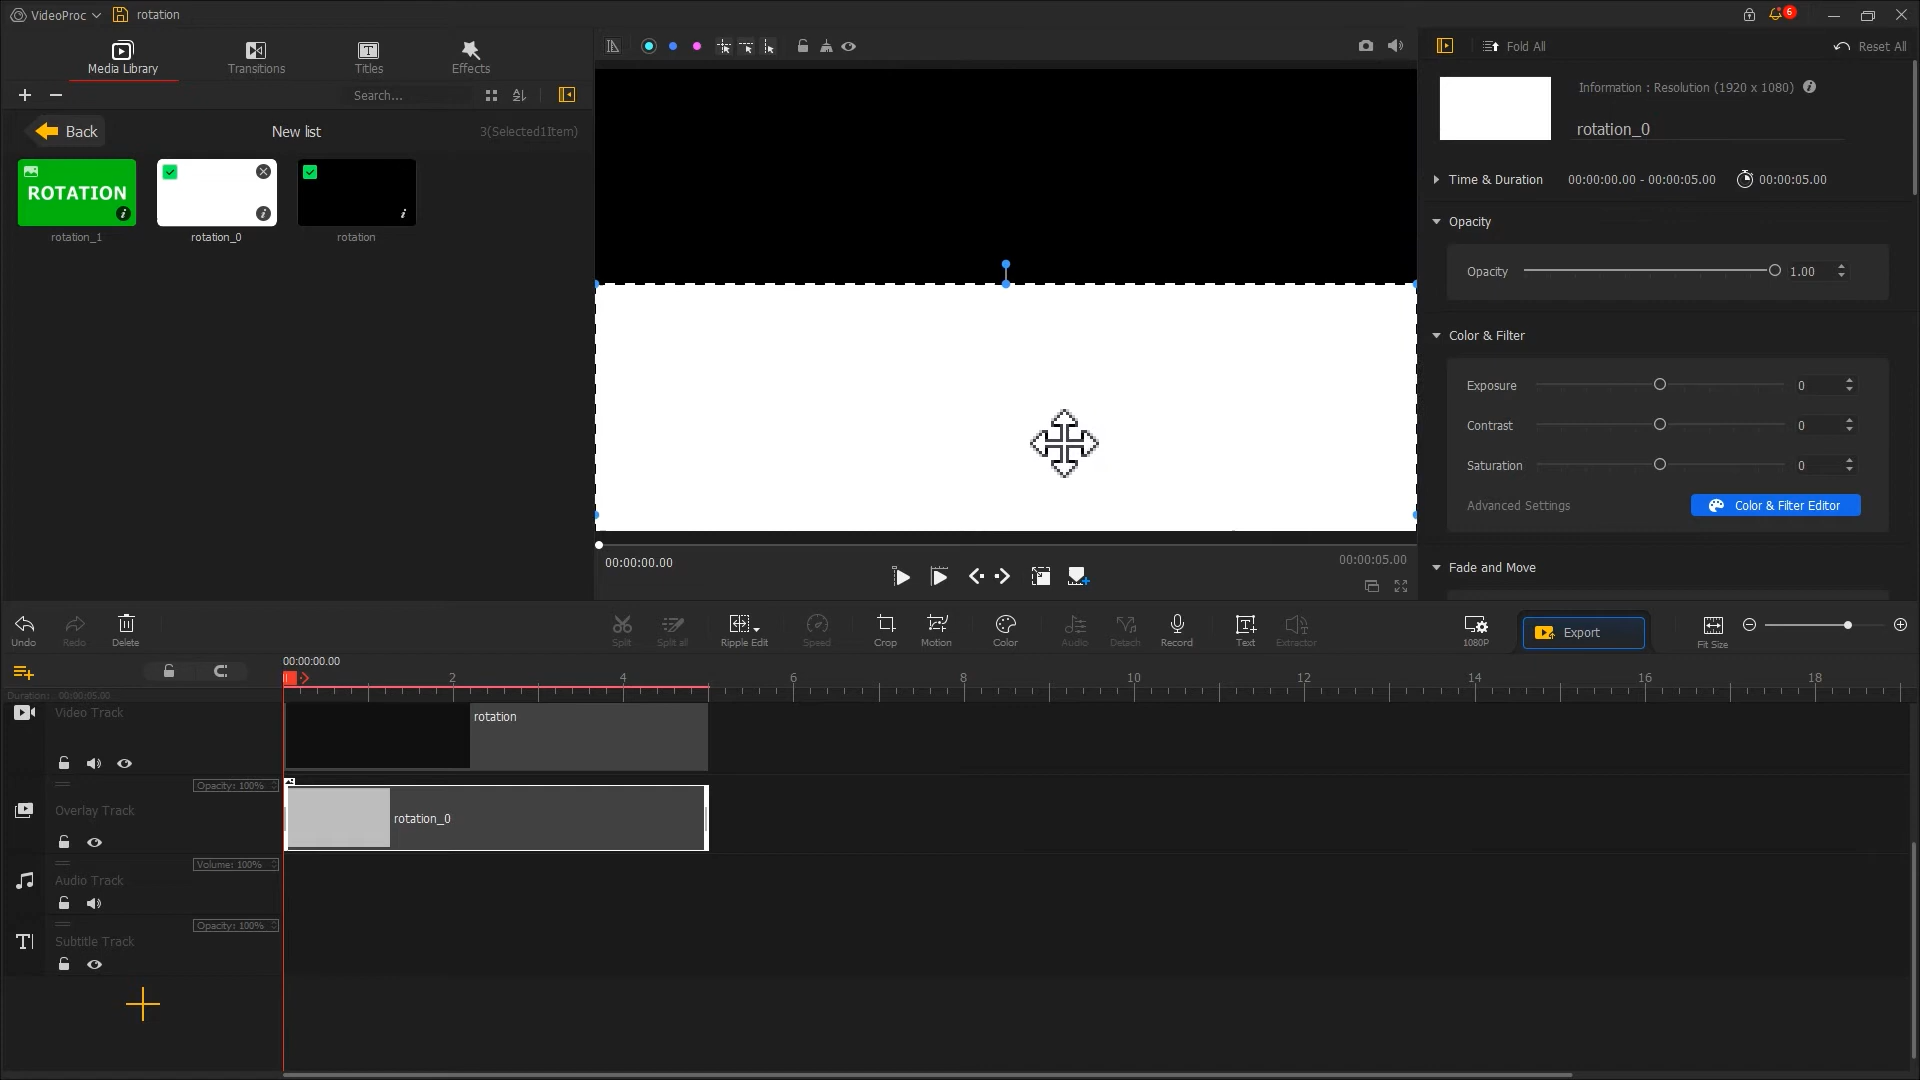 VideoProc
rotation
6
Media Library
Transitions
Titles
Effects
Search...
Back
New list
3(Selected1Item)
ROTATION
rotation_1
rotation_0
rotation
00:00:00.00
00:00:05.00
Fold All
Reset All
Information : Resolution (1920 x 1080)
rotation_0
Time & Duration
00:00:00.00 - 00:00:05.00
00:00:05.00
Opacity
Opacity
1.00
Color & Filter
Exposure
0
Contrast
0
Saturation
0
Advanced Settings
Color & Filter Editor
Fade and Move
Undo
Redo
Delete
Split
Split all
Ripple Edit
Speed
Crop
Motion
Color
Audio
Detach
Record
Text
Extractor
1080P
Export
Fit Size
00:00:00.00
2
4
6
8
10
12
14
16
18
Duration: 00:00:05.00
Video Track
rotation
Opacity: 100%
Overlay Track
rotation_0
Volume: 100%
Audio Track
Opacity: 100%
Subtitle Track